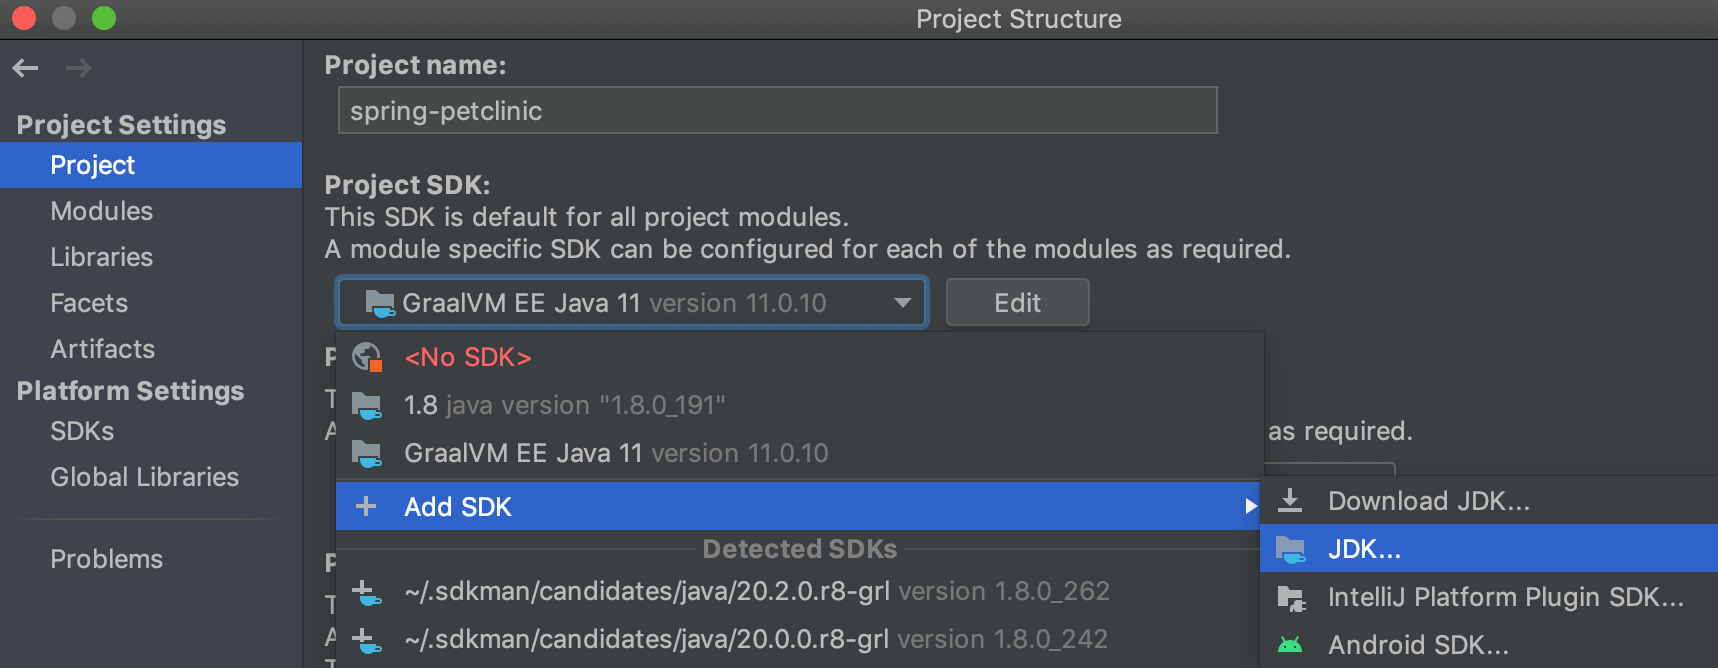 Project Structure
Project Settings
Project
Modules
Libraries
Facets
Artifacts
Platform Settings
SDKs
Global Libraries
Problems
Project name:
spring-petclinic
Project SDK:
This SDK is default for all project modules.
A module specific SDK can be configured for each of the modules as required.
GraalVM EE Java 11 version 11.0.10
Edit
<No SDK>
1.8 java version "1.8.0_191"
GraalVM EE Java 11 version 11.0.10
as required.
Add SDK
Detected SDKs
~/.sdkman/candidates/java/20.2.0.r8-grl version 1.8.0_262
~/.sdkman/candidates/java/20.0.0.r8-grl version 1.8.0_242
Download JDK...
JDK...
IntelliJ Platform Plugin SDK...
Android SDK...